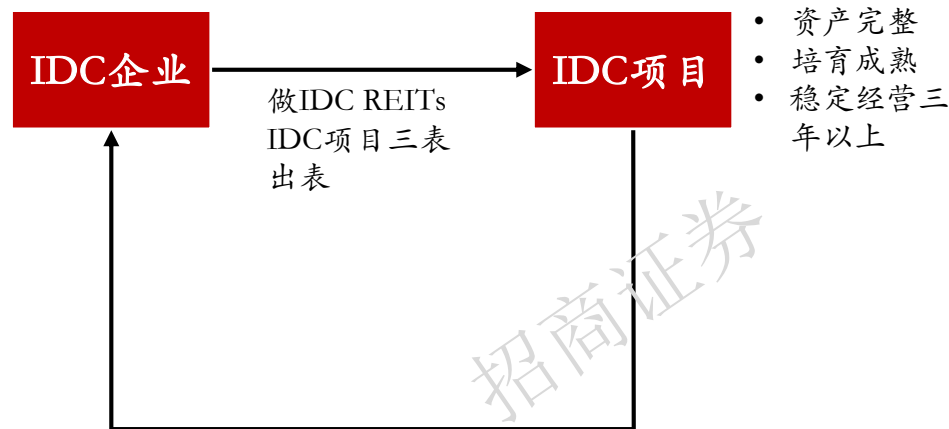 IDC企业
做IDC REITs
IDC项目三表
出表
IDC项目
• 资产完整
• 培育成熟
• 稳定经营三
年以上
招商证券